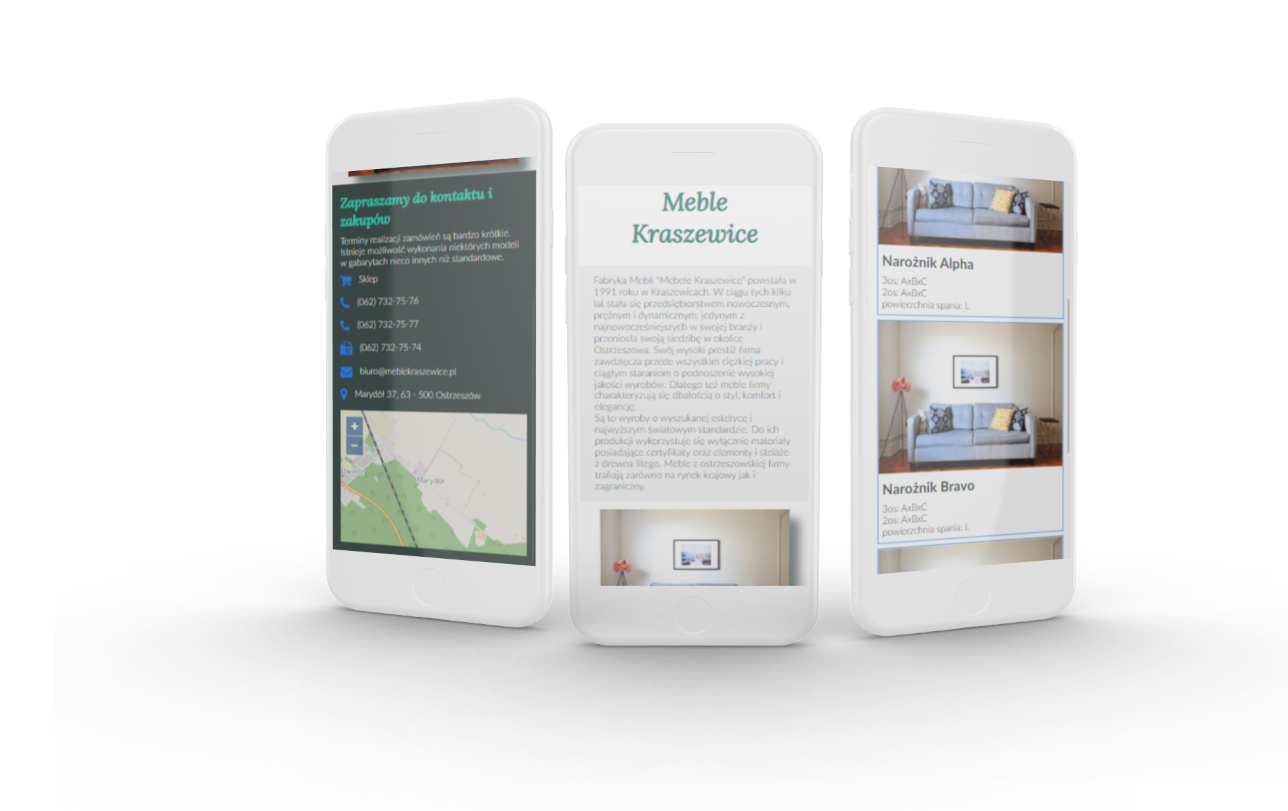 Zapraszamy do kontaktu i
zakupów
Terminy realizacji zamówień są bardzo krótkie.
Istnieje możliwość wykonania niektórych modeli
w gabarytach nieco innych niż standardowe.
Sklep
(062) 732-75-76
(062) 732-75-77
(062) 732-75-74
biuro@meblekraszewice.pl
Marydół 37, 63 - 500 Ostrzeszów
+
−
Marydół
Meble
Kraszewice
Fabryka Mebli "Mebele Kraszewice" powstała w
1991 roku w Kraszewicach. W ciągu tych kilku
lat stała się przedsiębiorstwem nowoczesnym,
prężnym i dynamicznym, jedynym z
najnowocześniejszych w swojej branży i
przeniosła swoją siedzibę w okolice
Ostrzeszowa. Swój wysoki prestiż firma
zawdzięcza przede wszystkim ciężkiej pracy i
ciągłym staraniom o podnoszenie wysokiej
jakości wyrobów. Dlatego też meble firmy
charakteryzują się dbałością o styl, komfort i
elegancję.
Są to wyroby o wyszukanej estetyce i
najwyższym światowym standardzie. Do ich
produkcji wykorzystuje się wyłącznie materiały
posiadające certyfikaty oraz elementy i stelaże
z drewna litego. Meble z ostrzeszowskiej firmy
trafiają zarówno na rynek krajowy jak i
zagraniczny.
Narożnik Alpha
3os: AxBxC
2os: AxBxC
powierzchnia spania: L
Narożnik Bravo
3os: AxBxC
2os: AxBxC
powierzchnia spania: L